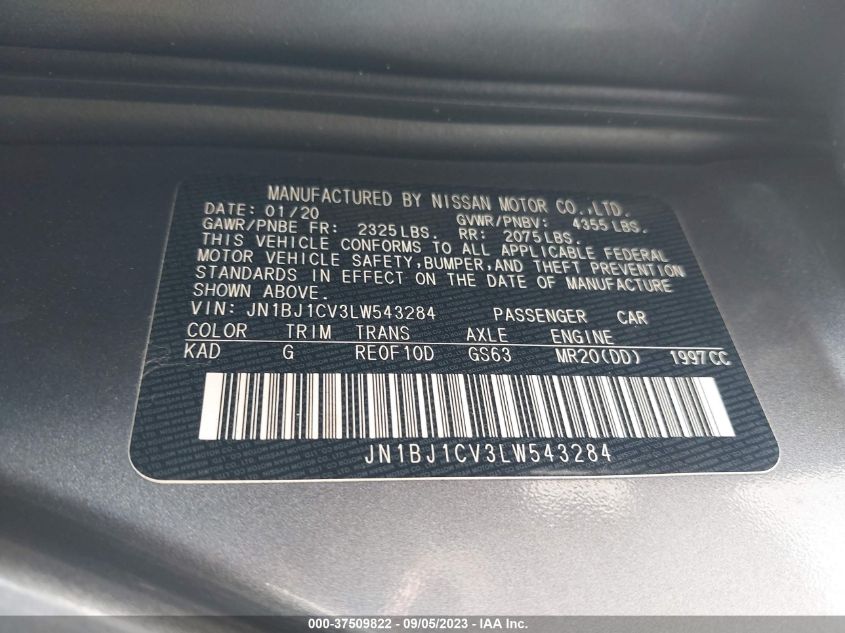 MANUFACTURED BY NISSAN MOTOR CO.,LTD.
DATE: 01/20 GVWR/PNBV: 4355 LBS.
GAWR/PNBE FR: 2325 LBS. RR: 2075 LBS.
THIS VEHICLE CONFORMS TO ALL APPLICABLE FEDERAL
MOTOR VEHICLE SAFETY,BUMPER,AND THEFT PREVENTION
STANDARDS IN EFFECT ON THE DATE OF MANUFACTURE
SHOWN ABOVE.
VIN: JN1BJ1CV3LW543284 PASSENGER CAR
COLOR TRIM TRANS AXLE ENGINE
KAD G RE0F10D GS63 MR20(DD) 1997CC
JN1BJ1CV3LW543284
000-37509822 - 09/05/2023 - IAA Inc.